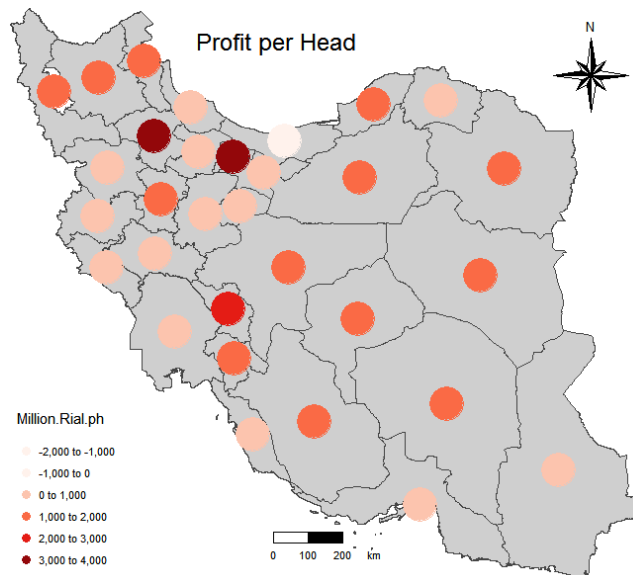 Profit per Head
N
Million.Rial.ph
-2,000 to -1,000
-1,000 to 0
0 to 1,000
1,000 to 2,000
2,000 to 3,000
3,000 to 4,000
0 100 200 km